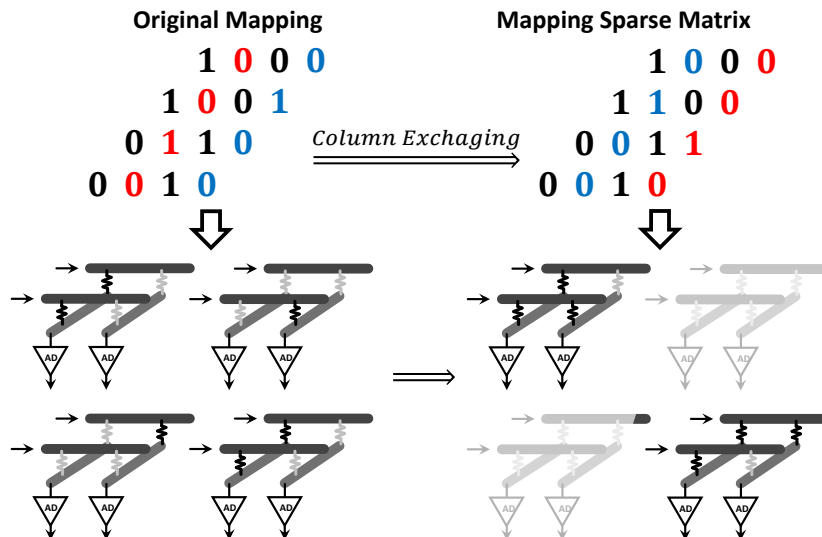 Original Mapping
Mapping Sparse Matrix
1 0 0 0
1 0 0 1
0 1 1 0
0 0 1 0
Column Exchaging
1 0 0 0
1 1 0 0
0 0 1 1
0 0 1 0
AD AD AD AD
AD AD AD AD
AD AD AD AD
AD AD AD AD